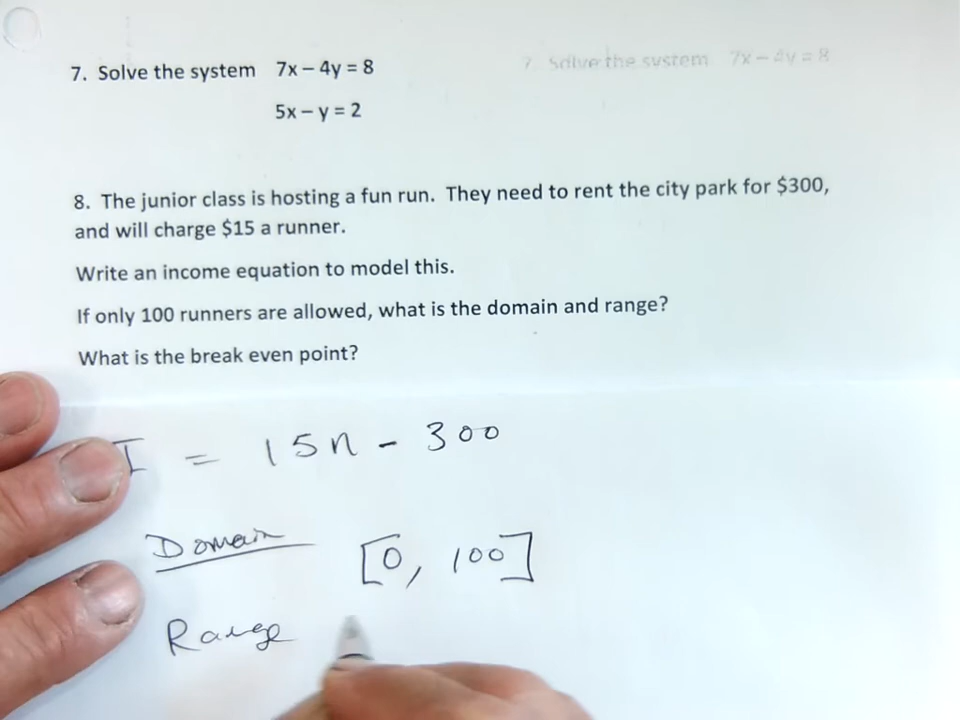 7. Solve the system 7x – 4y = 8
7. Solve the system 7x – 4y = 8
5x – y = 2
8. The junior class is hosting a fun run. They need to rent the city park for $300,
and will charge $15 a runner.
Write an income equation to model this.
If only 100 runners are allowed, what is the domain and range?
What is the break even point?
I = 15n - 300
Domain [0, 100]
Range